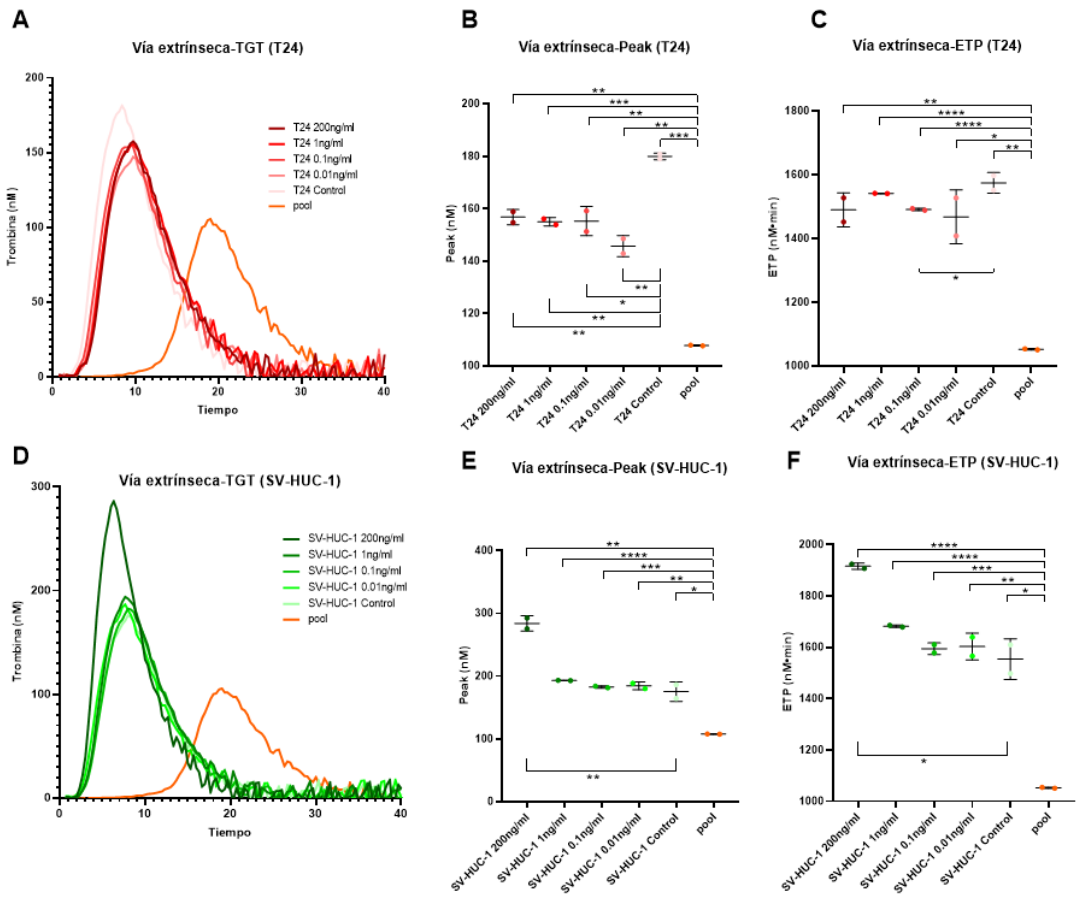 A
Vía extrínseca-TGT (T24)
200
150
100
50
0
Trombina (nM)
0
10
20
30
40
Tiempo
T24 200ng/ml
T24 1ng/ml
T24 0.1ng/ml
T24 0.01ng/ml
T24 Control
pool
B
Vía extrínseca-Peak (T24)
200
180
160
140
120
100
Peak (nM)
**
***
**
**
***
**
*
**
**
T24 200ng/ml
T24 1ng/ml
T24 0.1ng/ml
T24 0.01ng/ml
T24 Control
pool
C
Vía extrínseca-ETP (T24)
1800
1600
1400
1200
1000
ETP (nM•min)
**
****
****
*
**
*
T24 200ng/ml
T24 1ng/ml
T24 0.1ng/ml
T24 0.01ng/ml
T24 Control
pool
D
Vía extrínseca-TGT (SV-HUC-1)
300
200
100
0
Trombina (nM)
0
10
20
30
40
Tiempo
SV-HUC-1 200ng/ml
SV-HUC-1 1ng/ml
SV-HUC-1 0.1ng/ml
SV-HUC-1 0.01ng/ml
SV-HUC-1 Control
pool
E
Vía extrínseca-Peak (SV-HUC-1)
400
300
200
100
0
Peak (nM)
**
****
***
**
*
**
SV-HUC-1 200ng/ml
SV-HUC-1 1ng/ml
SV-HUC-1 0.1ng/ml
SV-HUC-1 0.01ng/ml
SV-HUC-1 Control
pool
F
Vía extrínseca-ETP (SV-HUC-1)
2000
1800
1600
1400
1200
1000
ETP (nM•min)
****
****
***
**
*
*
SV-HUC-1 200ng/ml
SV-HUC-1 1ng/ml
SV-HUC-1 0.1ng/ml
SV-HUC-1 0.01ng/ml
SV-HUC-1 Control
pool